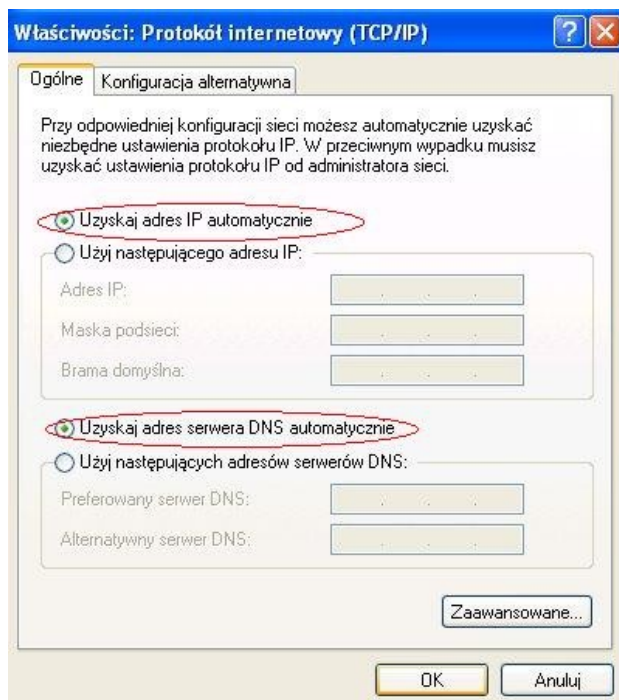 Właściwości: Protokół internetowy (TCP/IP)
Ogólne
Konfiguracja alternatywna
Przy odpowiedniej konfiguracji sieci możesz automatycznie uzyskać
niezbędne ustawienia protokołu IP. W przeciwnym wypadku musisz
uzyskać ustawienia protokołu IP od administratora sieci.
Uzyskaj adres IP automatycznie
Użyj następującego adresu IP:
Adres IP:
Maska podsieci:
Brama domyślna:
Uzyskaj adres serwera DNS automatycznie
Użyj następujących adresów serwerów DNS:
Preferowany serwer DNS:
Alternatywny serwer DNS:
Zaawansowane...
OK
Anuluj